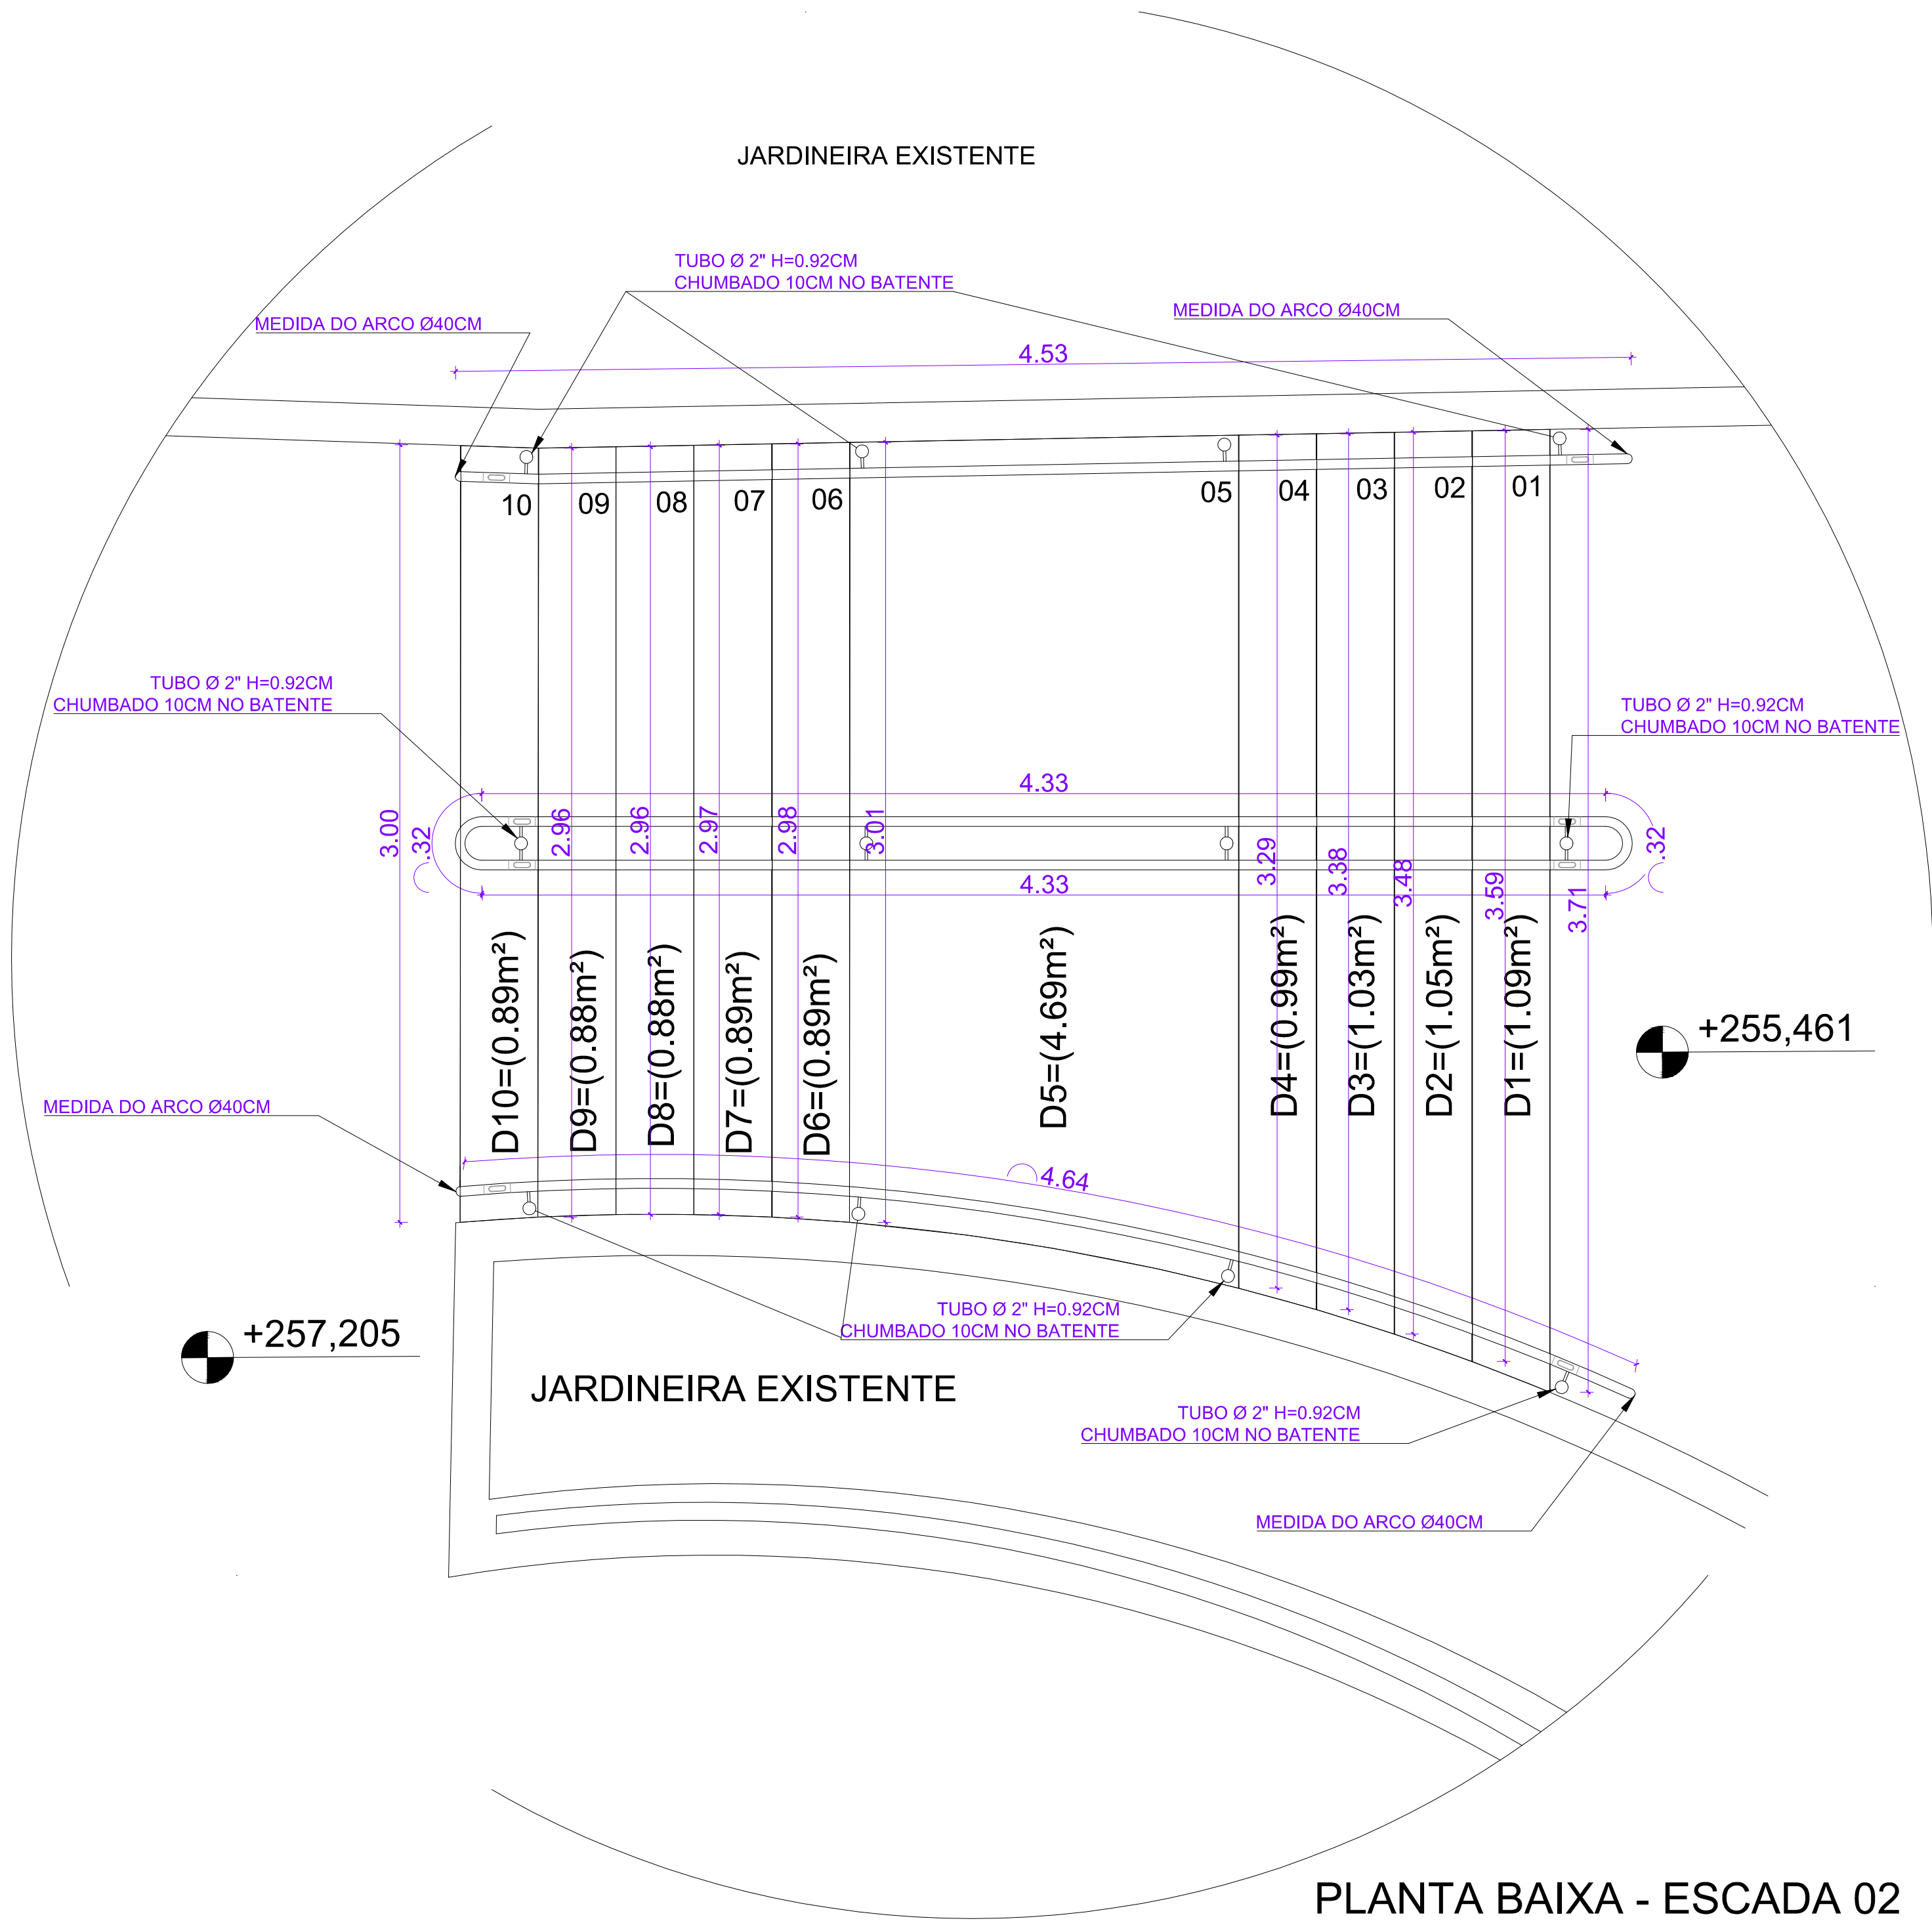 JARDINEIRA EXISTENTE
TUBO Ø 2" H=0.92CM
CHUMBADO 10CM NO BATENTE
MEDIDA DO ARCO Ø40CM
MEDIDA DO ARCO Ø40CM
4.53
10
09
08
07
06
05
04
03
02
01
TUBO Ø 2" H=0.92CM
CHUMBADO 10CM NO BATENTE
TUBO Ø 2" H=0.92CM
CHUMBADO 10CM NO BATENTE
4.33
3.00
.32
2.96
2.96
2.97
2.98
3.01
3.29
3.38
3.48
3.59
3.71
.32
4.33
D10=(0.89m²)
D9=(0.88m²)
D8=(0.88m²)
D7=(0.89m²)
D6=(0.89m²)
D5=(4.69m²)
D4=(0.99m²)
D3=(1.03m²)
D2=(1.05m²)
D1=(1.09m²)
+255,461
MEDIDA DO ARCO Ø40CM
4.64
+257,205
TUBO Ø 2" H=0.92CM
CHUMBADO 10CM NO BATENTE
JARDINEIRA EXISTENTE
TUBO Ø 2" H=0.92CM
CHUMBADO 10CM NO BATENTE
MEDIDA DO ARCO Ø40CM
PLANTA BAIXA - ESCADA 02